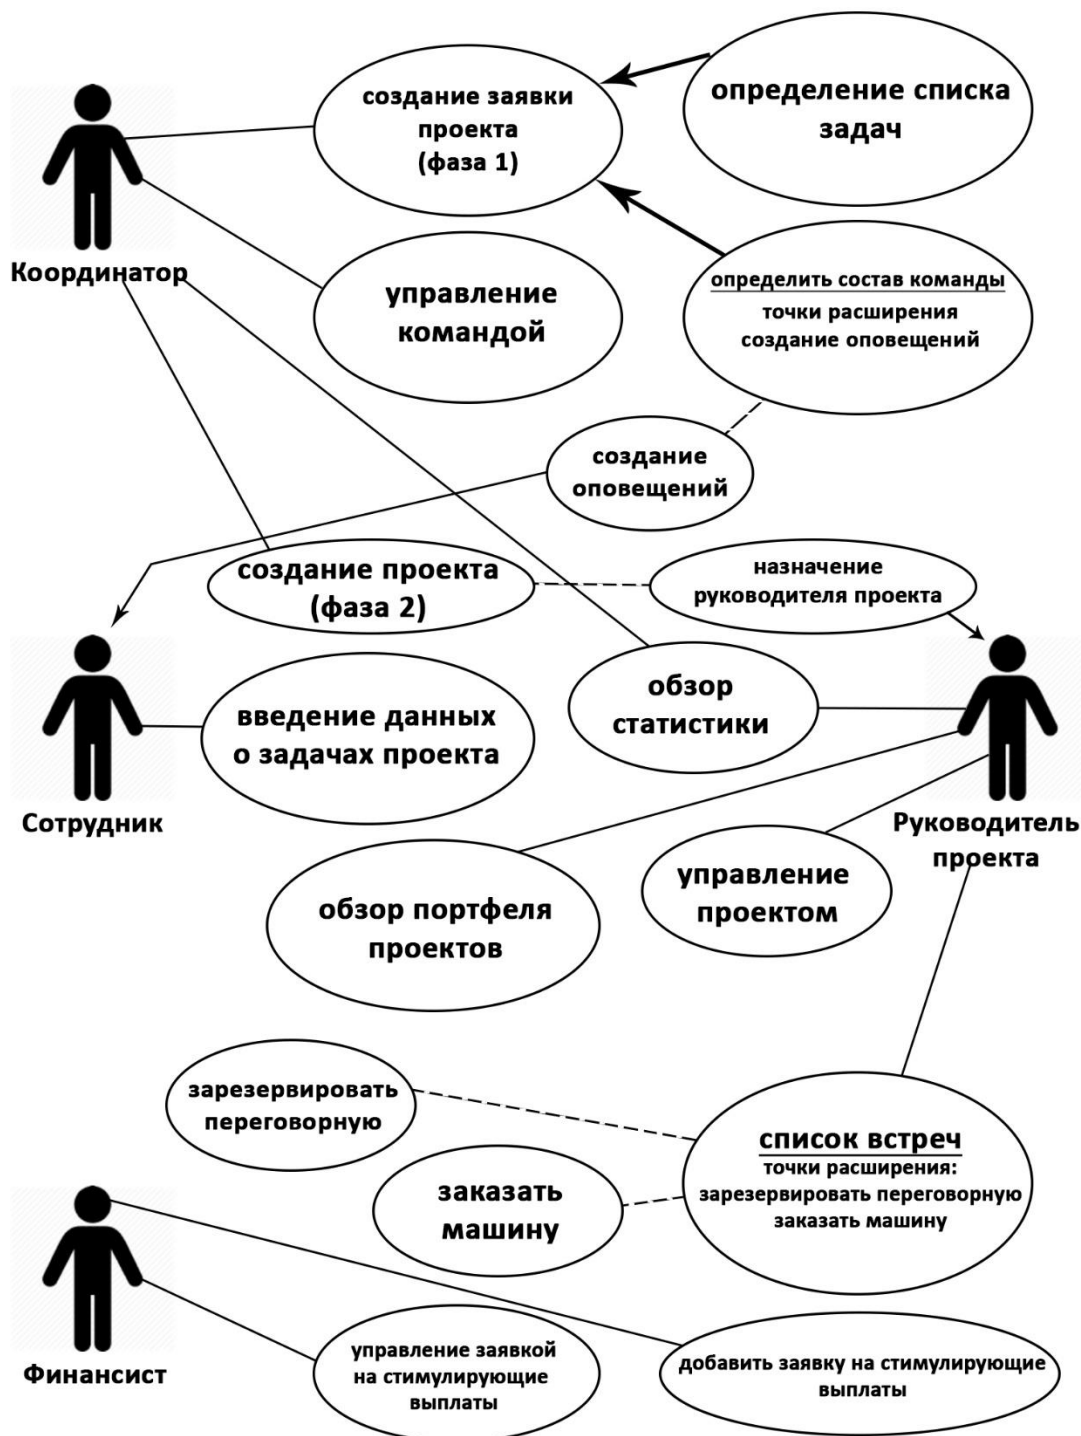 создание заявки
проекта
(фаза 1)
определение списка
задач
Координатор
управление
командой
определить состав команды
точки расширения
создание оповещений
создание
оповещений
создание проекта
(фаза 2)
назначение
руководителя проекта
Сотрудник
введение данных
о задачах проекта
обзор
статистики
Руководитель
проекта
обзор портфеля
проектов
управление
проектом
зарезервировать
переговорную
заказать
машину
список встреч
точки расширения:
зарезервировать переговорную
заказать машину
Финансист
управление заявкой
на стимулирующие
выплаты
добавить заявку на стимулирующие
выплаты